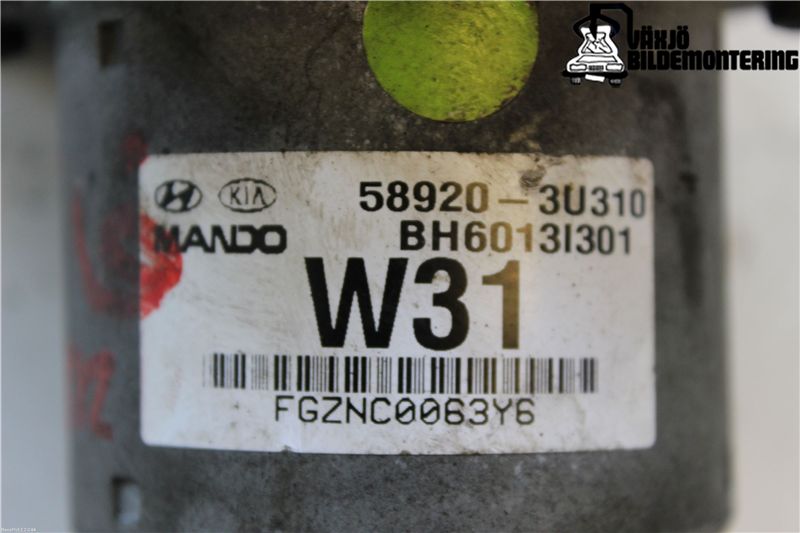 VÄXJÖ
BILDEMONTERING
KIA 58920-3U310
MANDO BH6013I301
W31
FGZNC0063Y6